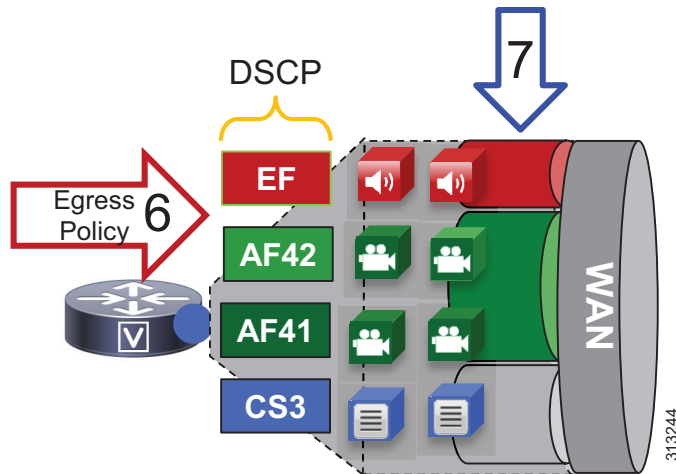 DSCP
7
EF
Egress
Policy
6
AF42
AF41
V
CS3
WAN
313244